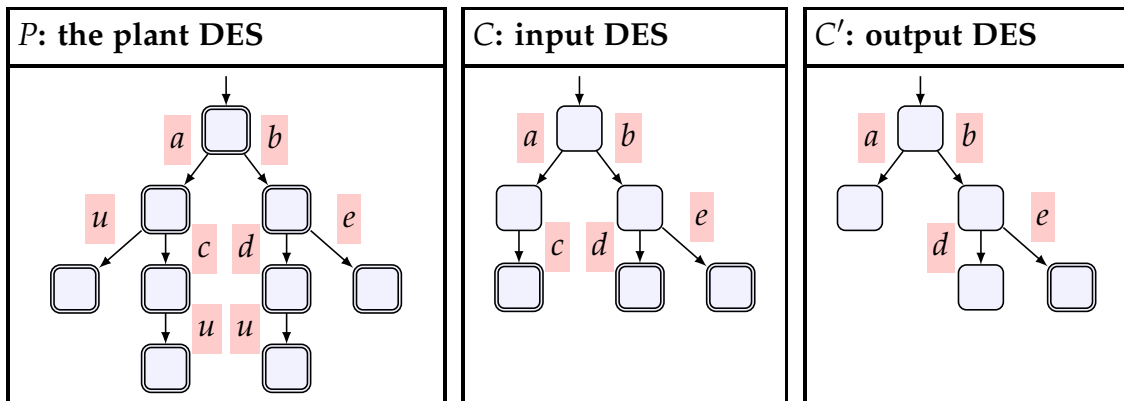 P: the plant DES
C: input DES
C′: output DES
a b
u c d e
u u
a b
c d e
a b
d e